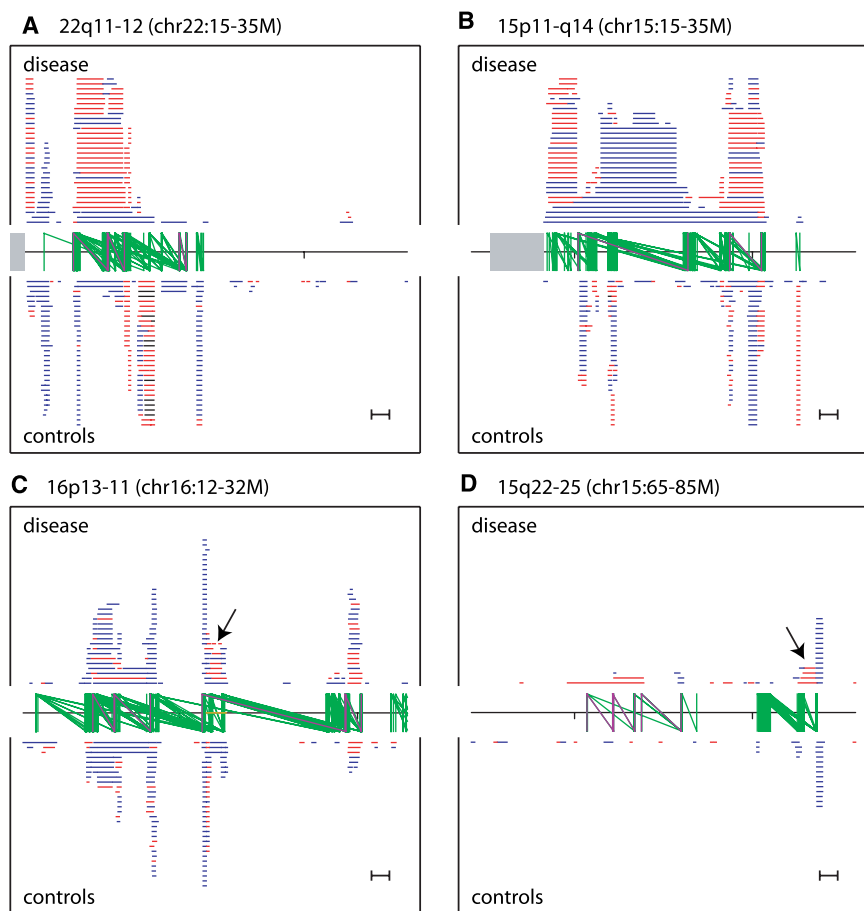 A 22q11-12 (chr22:15-35M)
disease
controls
B 15p11-q14 (chr15:15-35M)
disease
controls
C 16p13-11 (chr16:12-32M)
disease
controls
D 15q22-25 (chr15:65-85M)
disease
controls